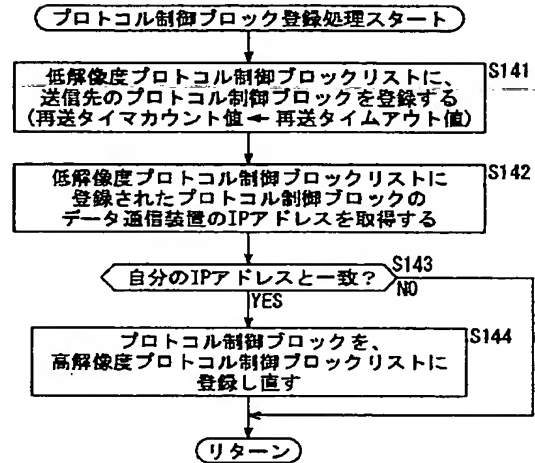 プロトコル制御ブロック登録処理スタート
S141
低解像度プロトコル制御ブロックリストに、
送信先のプロトコル制御ブロックを登録する
(再送タイマカウント値←再送タイムアウト値)
S142
低解像度プロトコル制御ブロックリストに
登録されたプロトコル制御ブロックの
データ通信装置のIPアドレスを取得する
S143
自分のIPアドレスと一致?
NO
YES
S144
プロトコル制御ブロックを、
高解像度プロトコル制御ブロックリストに
登録し直す
リターン